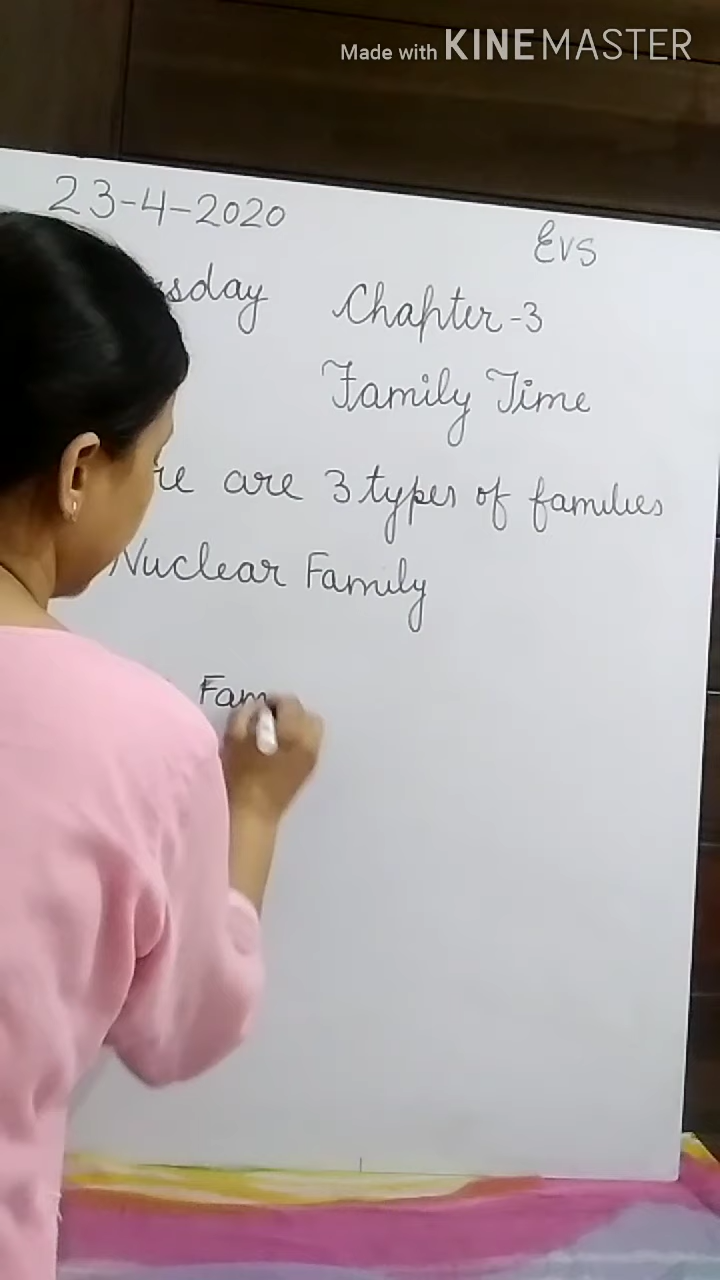 Made with KINEMASTER
23-4-2020
EVS
sday Chapter-3
Family Time
re are 3 types of families
Nuclear Family
Fam